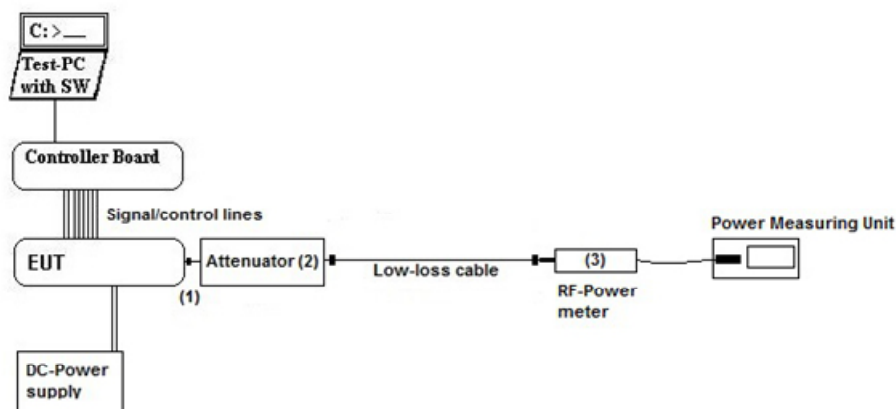 C:>__
Test-PC
with SW
Controller Board
Signal/control lines
Power Measuring Unit
EUT
Attenuator (2)
(3)
Low-loss cable
(1)
RF-Power
meter
DC-Power
supply